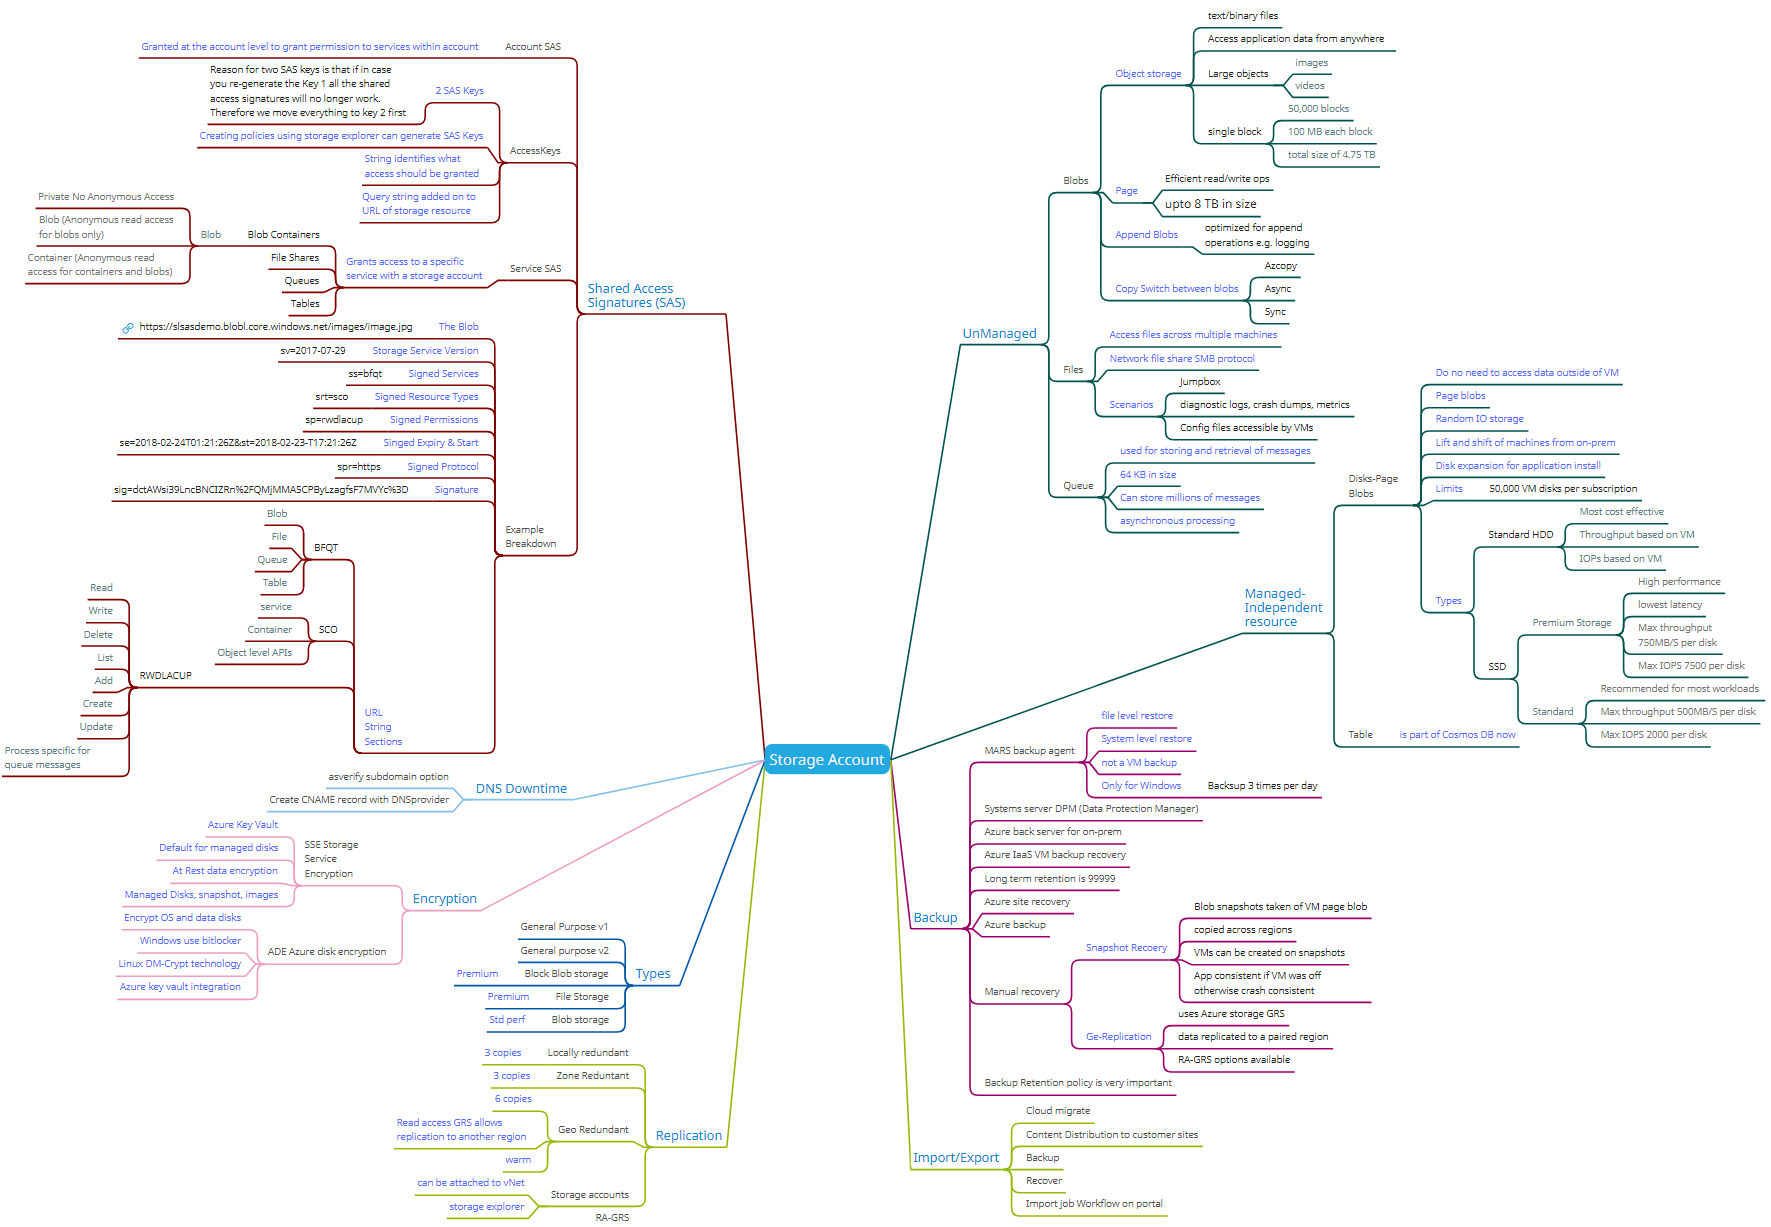 Storage Account
Shared Access
Signatures (SAS)
Account SAS
Granted at the account level to grant permission to services within account
AccessKeys
2 SAS Keys
Reason for two SAS keys is that if in case
you re-generate the Key 1 all the shared
access signatures will no longer work.
Therefore we move everything to key 2 first
Creating policies using storage explorer can generate SAS Keys
String identifies what
access should be granted
Query string added on to
URL of storage resource
Service SAS
Grants access to a specific
service with a storage account
Blob Containers
Blob
Private No Anonymous Access
Blob (Anonymous read access
for blobs only)
Container (Anonymous read
access for containers and blobs)
File Shares
Queues
Tables
Example
Breakdown
The Blob
https://slsasdemo.blobl.core.windows.net/images/image.jpg
Storage Service Version
sv=2017-07-29
Signed Services
ss=bfqt
Signed Resource Types
srt=sco
Signed Permissions
sp=rwdlacup
Singed Expiry & Start
se=2018-02-24T01:21:26Z&st=2018-02-23-T17:21:26Z
Signed Protocol
spr=https
Signature
sig=dctAWsi39LncBNCIZRn%2FQMjMMA5CPByLzagfsF7MVYc%3D
URL
String
Sections
BFQT
Blob
File
Queue
Table
SCO
service
Container
Object level APIs
RWDLACUP
Read
Write
Delete
List
Add
Create
Update
Process specific for
queue messages
DNS Downtime
asverify subdomain option
Create CNAME record with DNSprovider
Encryption
SSE Storage
Service
Encryption
Azure Key Vault
Default for managed disks
At Rest data encryption
Managed Disks, snapshot, images
ADE Azure disk encryption
Encrypt OS and data disks
Windows use bitlocker
Linux DM-Crypt technology
Azure key vault integration
Types
General Purpose v1
General purpose v2
Block Blob storage
Premium
File Storage
Premium
Blob storage
Std perf
Replication
Locally redundant
3 copies
Zone Reduntant
3 copies
Geo Redundant
6 copies
Read access GRS allows
replication to another region
warm
Storage accounts
can be attached to vNet
storage explorer
RA-GRS
UnManaged
Blobs
Object storage
text/binary files
Access application data from anywhere
Large objects
images
videos
single block
50,000 blocks
100 MB each block
total size of 4.75 TB
Page
Efficient read/write ops
upto 8 TB in size
Append Blobs
optimized for append
operations e.g. logging
Copy Switch between blobs
Azcopy
Async
Sync
Files
Access files across multiple machines
Network file share SMB protocol
Scenarios
Jumpbox
diagnostic logs, crash dumps, metrics
Config files accessible by VMs
Queue
used for storing and retrieval of messages
64 KB in size
Can store millions of messages
asynchronous processing
Managed-
Independent
resource
Disks-Page
Blobs
Do no need to access data outside of VM
Page blobs
Random IO storage
Lift and shift of machines from on-prem
Disk expansion for application install
Limits
50,000 VM disks per subscription
Types
Standard HDD
Most cost effective
Throughput based on VM
IOPs based on VM
SSD
Premium Storage
High performance
lowest latency
Max throughput
750MB/S per disk
Max IOPS 7500 per disk
Standard
Recommended for most workloads
Max throughput 500MB/S per disk
Max IOPS 2000 per disk
Table
is part of Cosmos DB now
Backup
MARS backup agent
file level restore
System level restore
not a VM backup
Only for Windows
Backsup 3 times per day
Systems server DPM (Data Protection Manager)
Azure back server for on-prem
Azure IaaS VM backup recovery
Long term retention is 99999
Azure site recovery
Azure backup
Manual recovery
Snapshot Recoery
Blob snapshots taken of VM page blob
copied across regions
VMs can be created on snapshots
App consistent if VM was off
otherwise crash consistent
Ge-Replication
uses Azure storage GRS
data replicated to a paired region
RA-GRS options available
Backup Retention policy is very important
Import/Export
Cloud migrate
Content Distribution to customer sites
Backup
Recover
Import job Workflow on portal